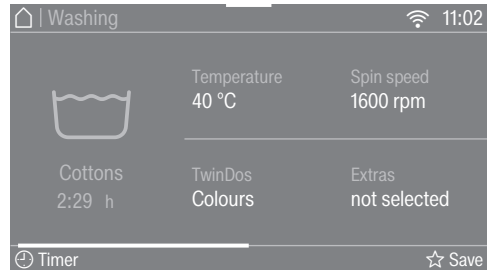 | Washing 11:02
Temperature Spin speed
40 °C 1600 rpm
Cottons TwinDos Extras
2:29 h Colours not selected
Timer Save